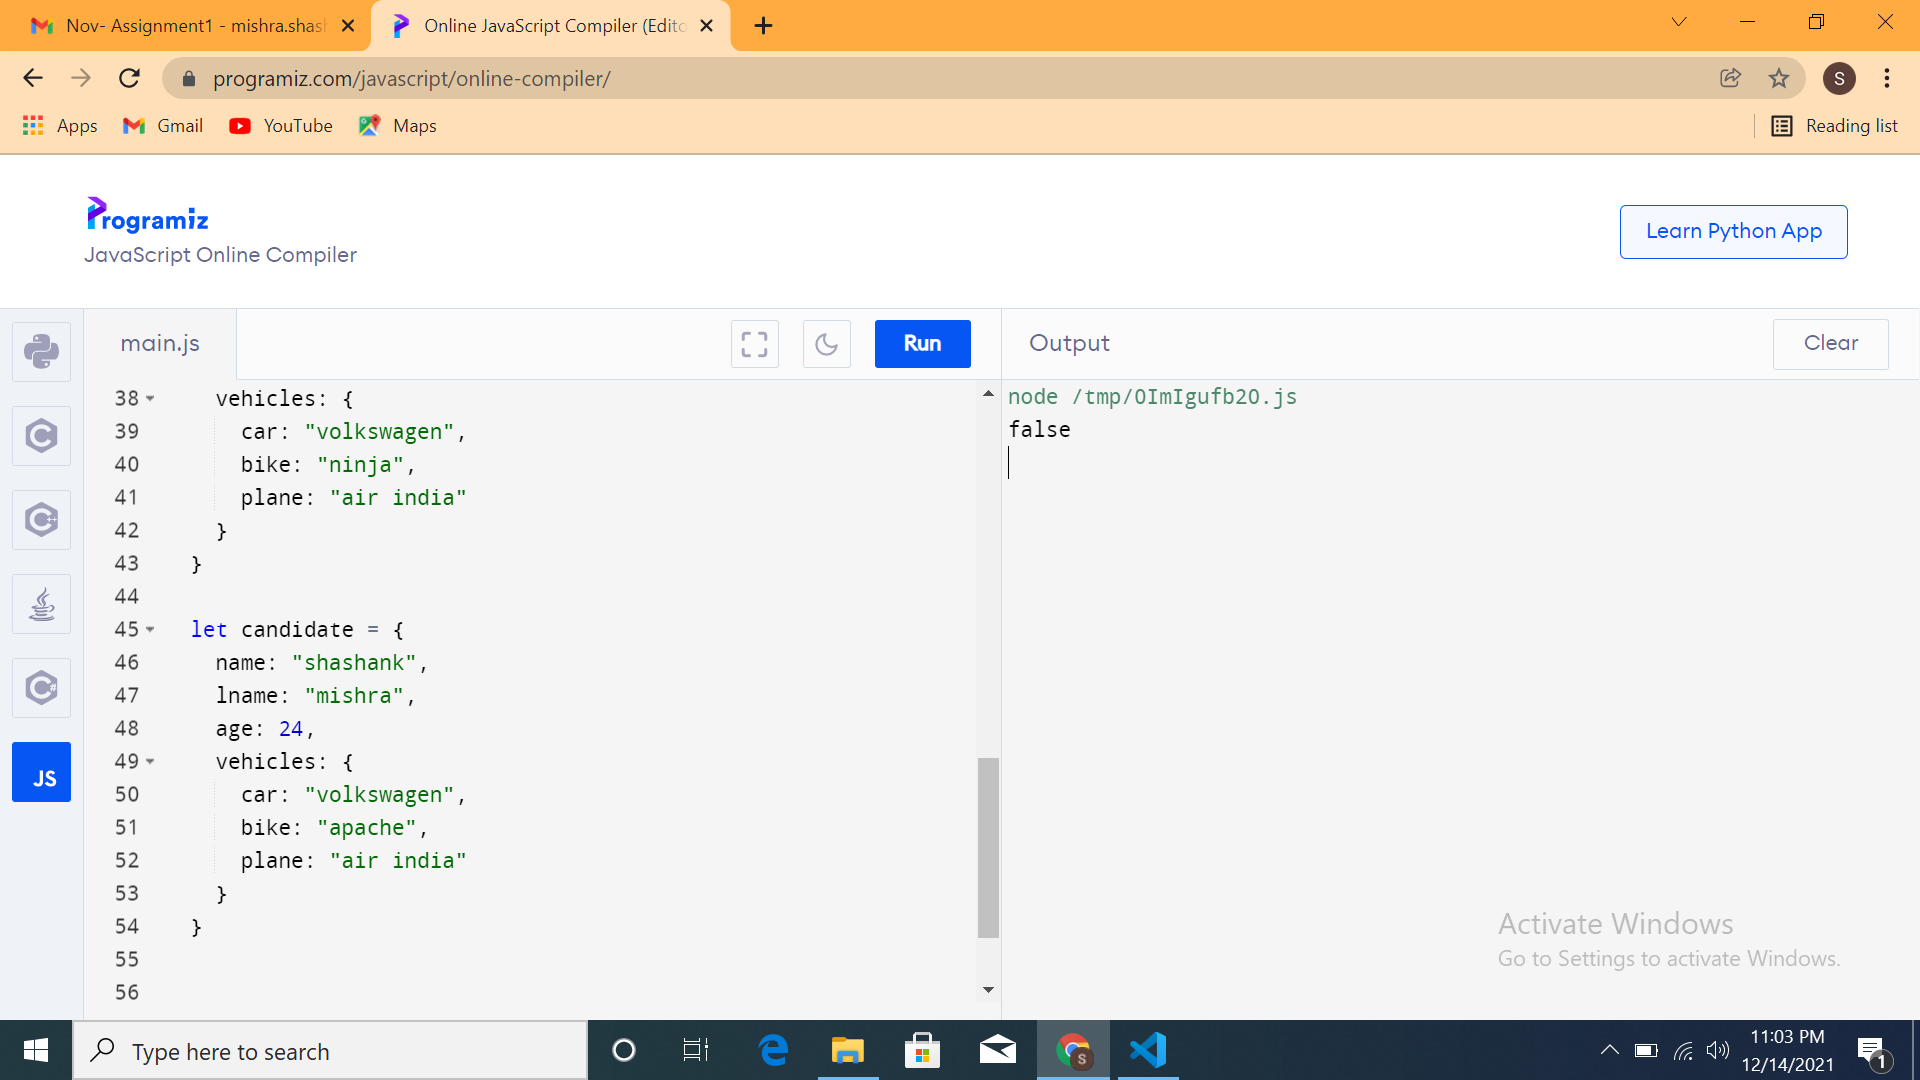 Nov- Assignment1 - mishra.shash
Online JavaScript Compiler (Edito
programiz.com/javascript/online-compiler/
S
Apps
Gmail
YouTube
Maps
Reading list
Programiz
JavaScript Online Compiler
Learn Python App
main.js
Run
Output
Clear
38 vehicles: {
39 car: "volkswagen",
40 bike: "ninja",
41 plane: "air india"
42 }
43 }
44
45 let candidate = {
46 name: "shashank",
47 lname: "mishra",
48 age: 24,
49 vehicles: {
50 car: "volkswagen",
51 bike: "apache",
52 plane: "air india"
53 }
54 }
55
56
node /tmp/OImIgufb20.js
false
C
C++
C#
JS
Activate Windows
Go to Settings to activate Windows.
Type here to search
S
11:03 PM
12/14/2021
1